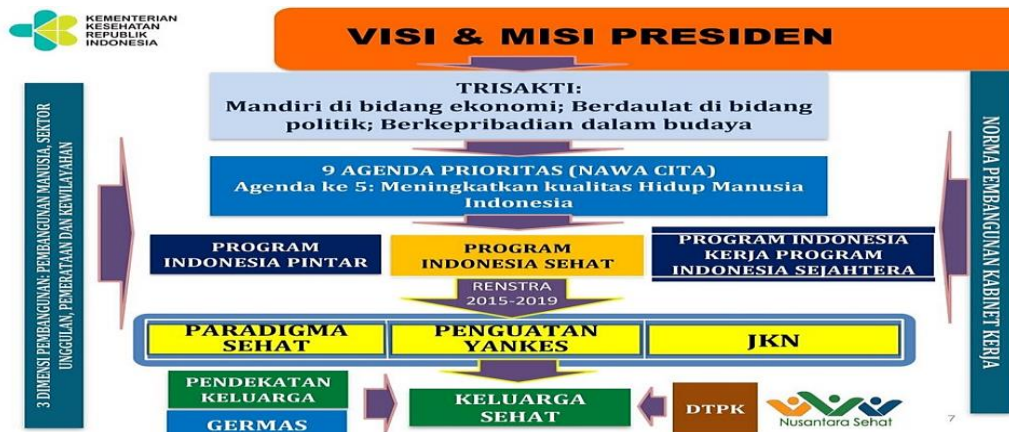 KEMENTERIAN
KESEHATAN
REPUBLIK
INDONESIA
VISI & MISI PRESIDEN
TRISAKTI:
Mandiri di bidang ekonomi; Berdaulat di bidang
politik; Berkepribadian dalam budaya
9 AGENDA PRIORITAS (NAWA CITA)
Agenda ke 5: Meningkatkan kualitas Hidup Manusia
Indonesia
3 DIMENSI PEMBANGUNAN: PEMBANGUNAN MANUSIA, SEKTOR
UNGGULAN, PEMERATAAN DAN KEWILAYAHAN
NORMA PEMBANGUNAN KABINET KERJA
PROGRAM
INDONESIA PINTAR
PROGRAM
INDONESIA SEHAT
PROGRAM INDONESIA
KERJA PROGRAM
INDONESIA SEJAHTERA
RENSTRA
2015-2019
PARADIGMA
SEHAT
PENGUATAN
YANKES
JKN
PENDEKATAN
KELUARGA
GERMAS
KELUARGA
SEHAT
DTPK
Nusantara Sehat
7